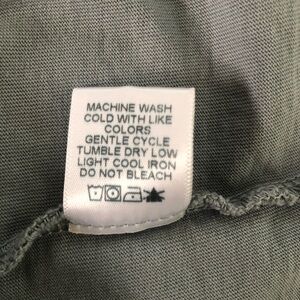 MACHINE WASH
COLD WITH LIKE
COLORS
GENTLE CYCLE
TUMBLE DRY LOW
LIGHT COOL IRON
DO NOT BLEACH